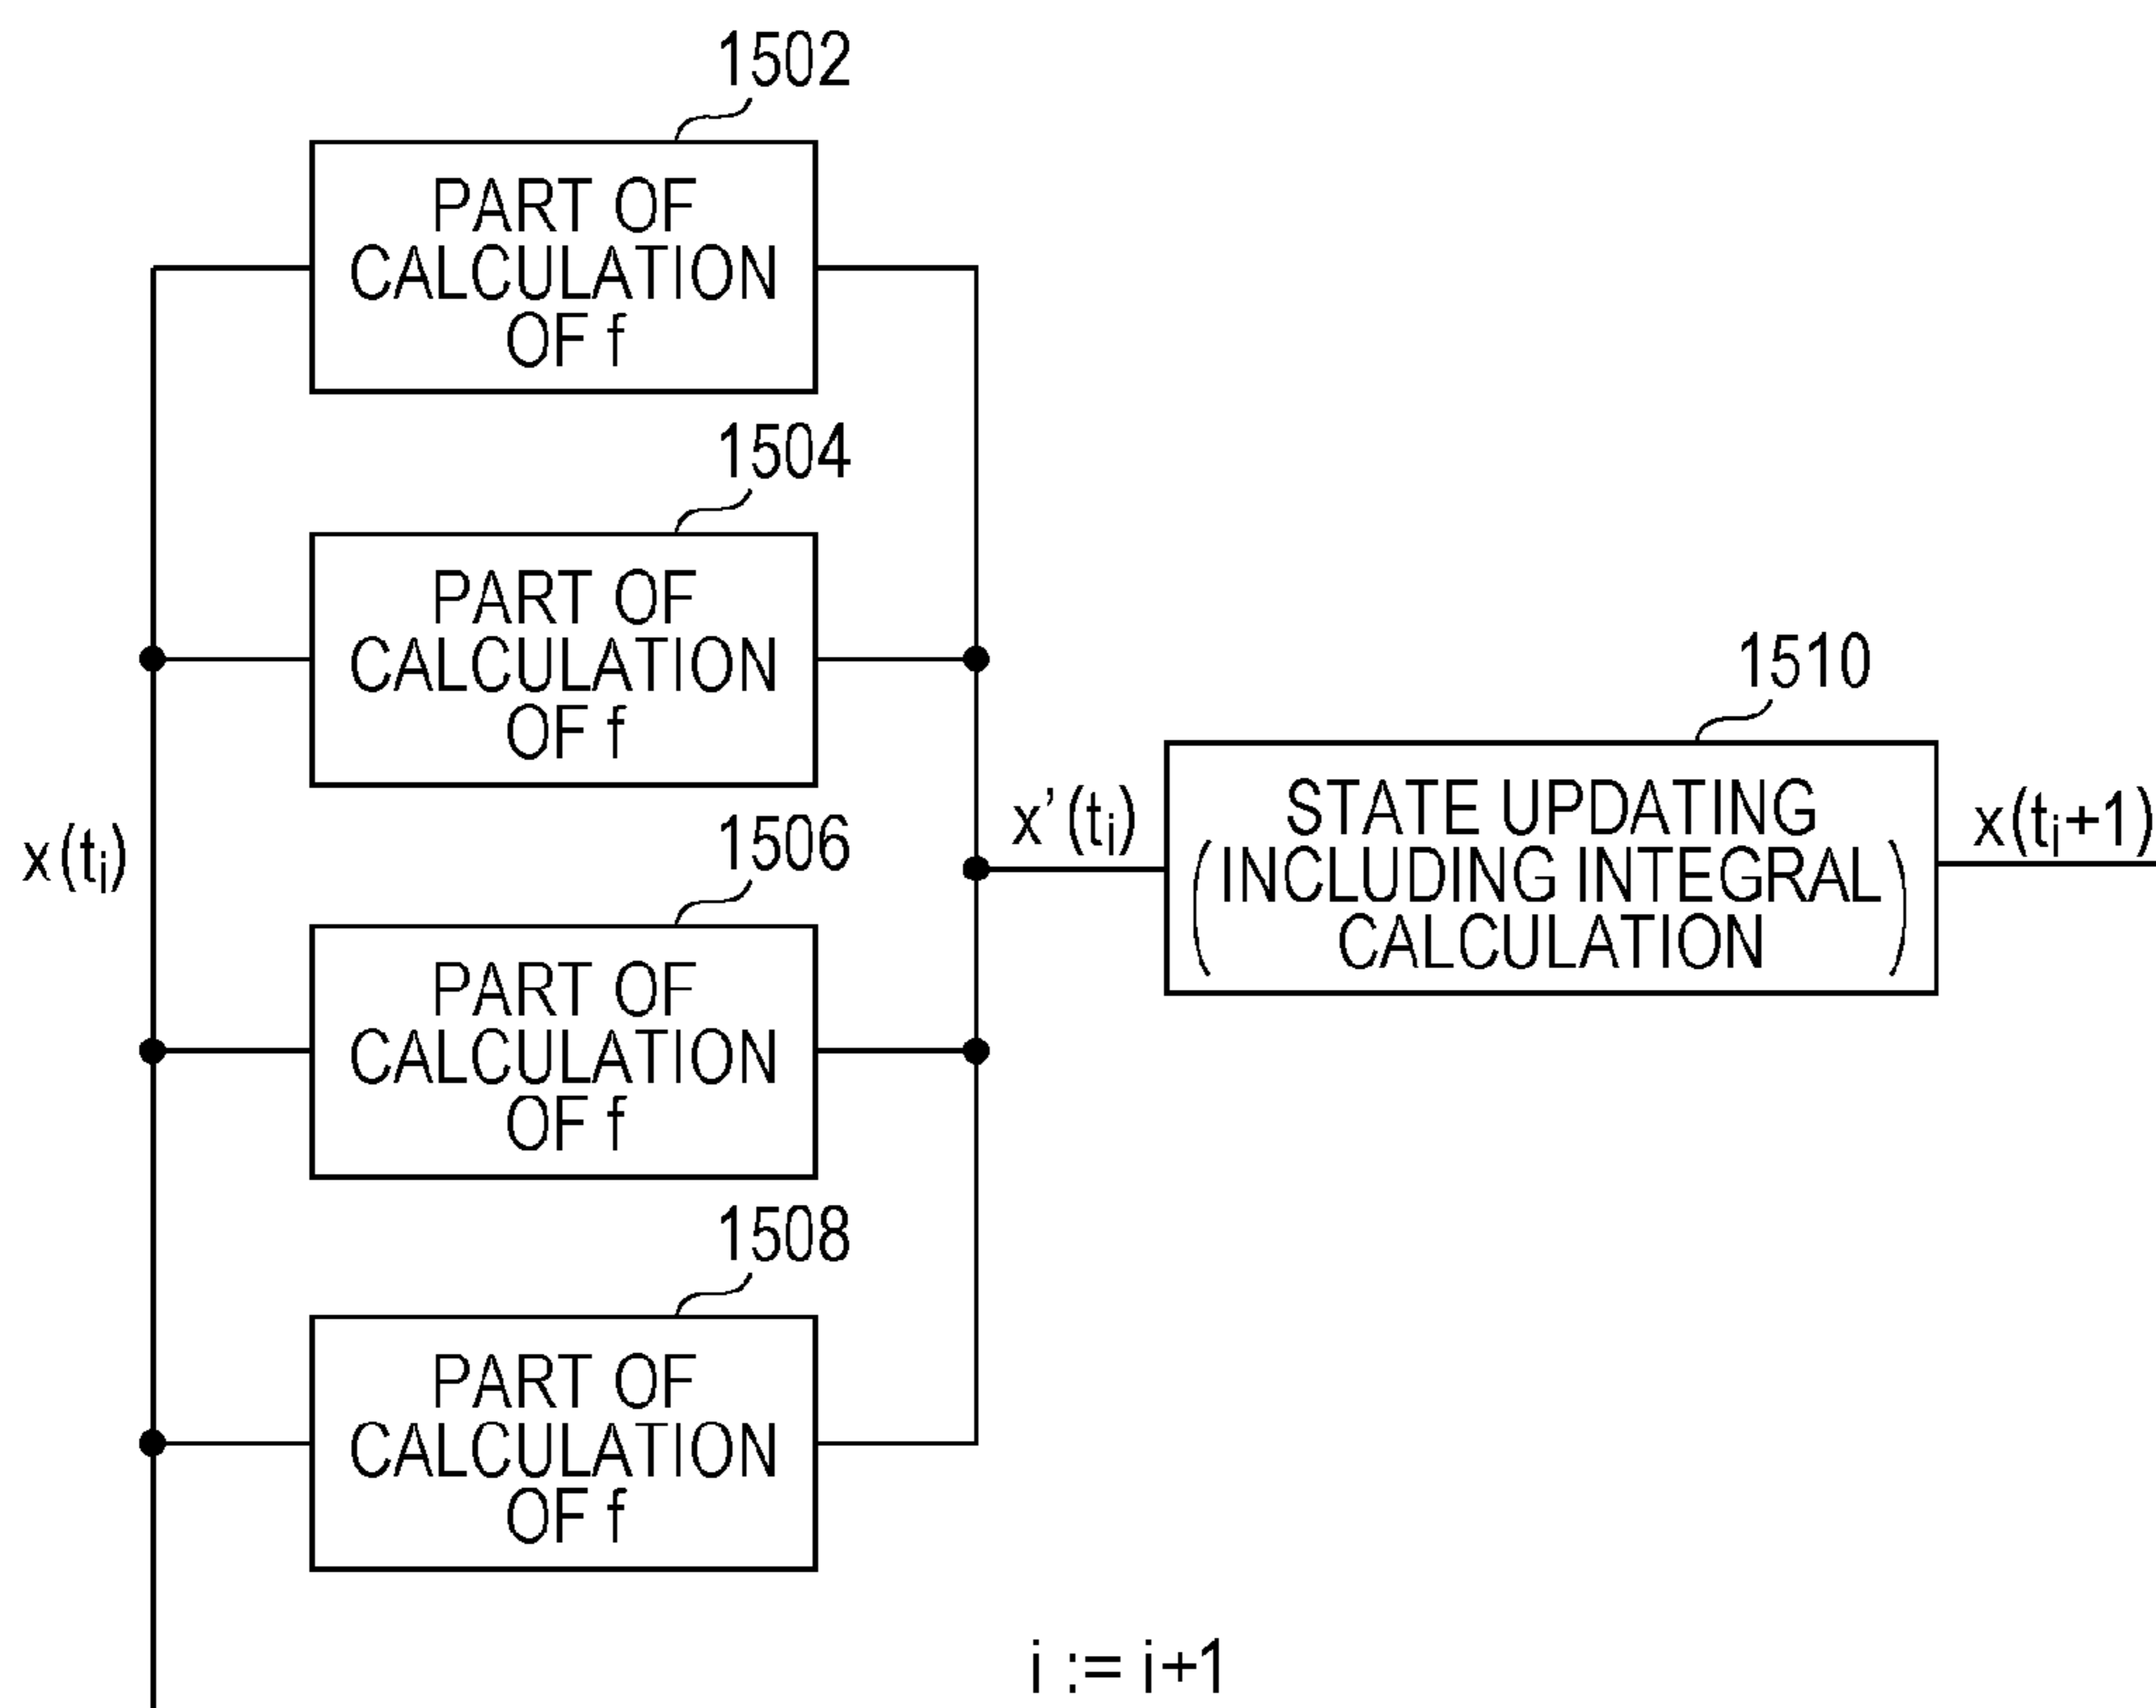 1502
PART OF
CALCULATION
OF f
1504
PART OF
CALCULATION
OF f
x(tᵢ)
1506
PART OF
CALCULATION
OF f
1508
PART OF
CALCULATION
OF f
x'(tᵢ)
1510
STATE UPDATING
(INCLUDING INTEGRAL
CALCULATION)
x(tᵢ+1)
i := i+1